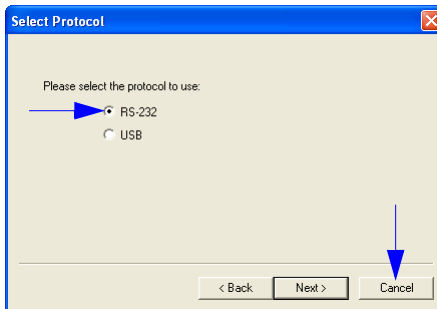 Select Protocol
Please select the protocol to use:
RS-232
USB
< Back Next > Cancel